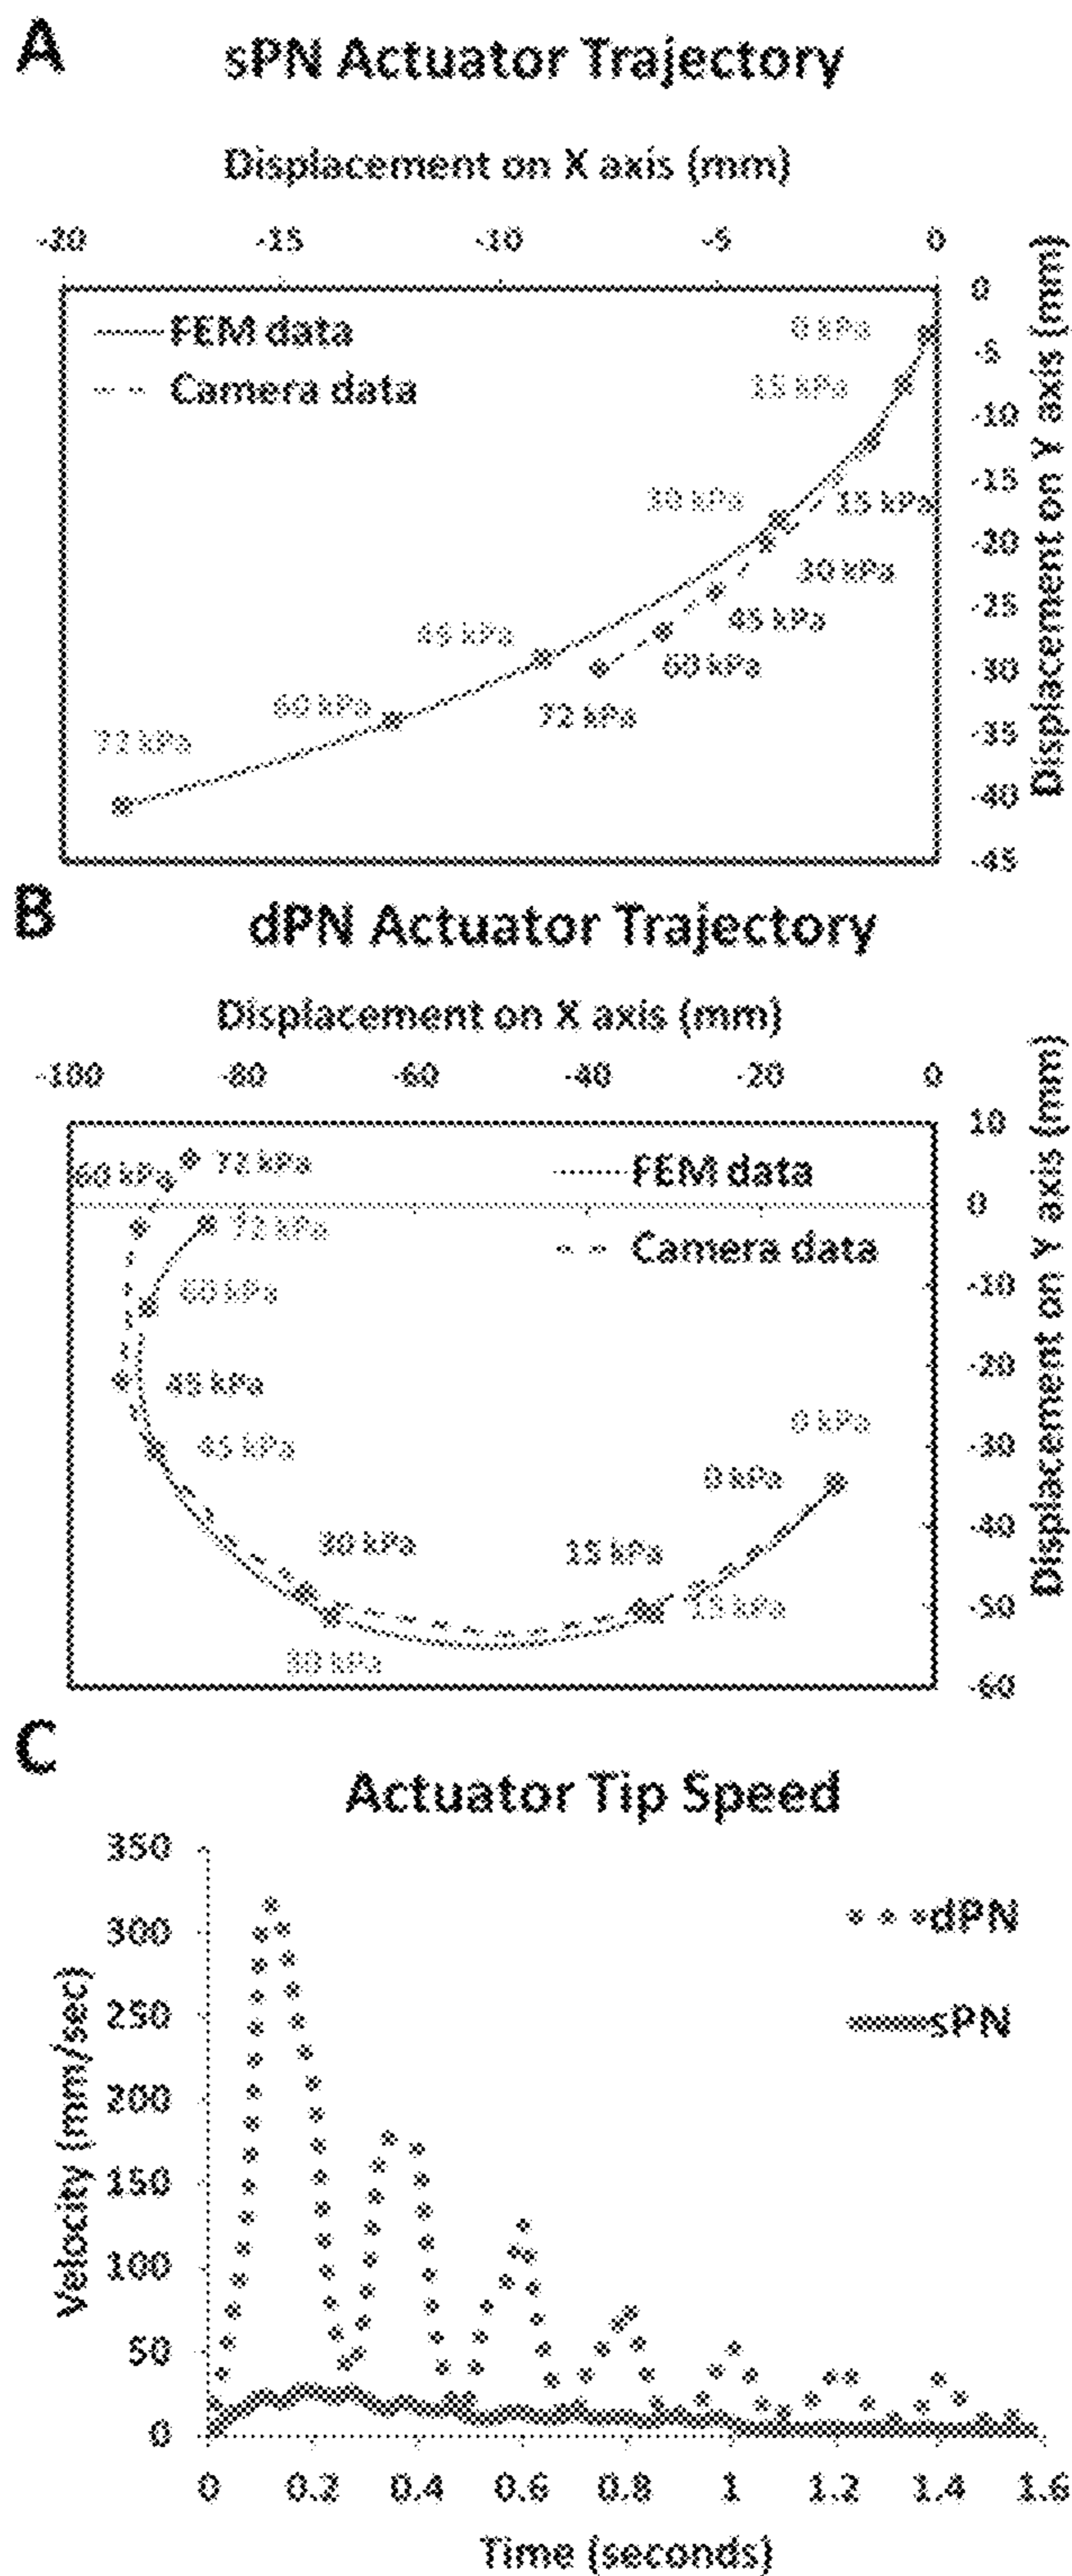 A
sPN Actuator Trajectory
Displacement on X axis (mm)
-20 -15 -10 -5 0
Displacement on Y axis (mm)
0
-5
-10
-15
-20
-25
-30
-35
-40
-45
FEM data
Camera data
0 kPa
15 kPa
30 kPa
15 kPa
30 kPa
45 kPa
45 kPa
60 kPa
60 kPa
72 kPa
72 kPa
B
dPN Actuator Trajectory
Displacement on X axis (mm)
-100 -80 -60 -40 -20 0
Displacement on Y axis (mm)
10
0
-10
-20
-30
-40
-50
-60
60 kPa
72 kPa
FEM data
72 kPa
Camera data
60 kPa
45 kPa
45 kPa
0 kPa
0 kPa
30 kPa
15 kPa
15 kPa
30 kPa
C
Actuator Tip Speed
Velocity (mm/sec)
350
300
250
200
150
100
50
0
dPN
sPN
0 0.2 0.4 0.6 0.8 1 1.2 1.4 1.6
Time (seconds)